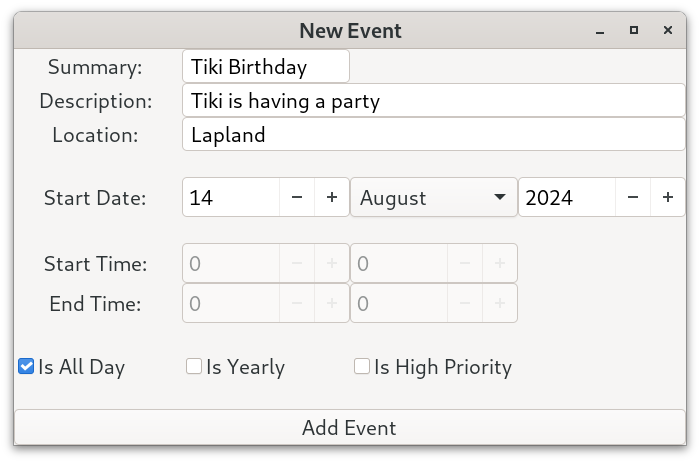 New Event
Summary: Tiki Birthday
Description: Tiki is having a party
Location: Lapland
Start Date: 14 − + August 2024 − +
Start Time: 0 − + 0 − +
End Time: 0 − + 0 − +
Is All Day Is Yearly Is High Priority
Add Event